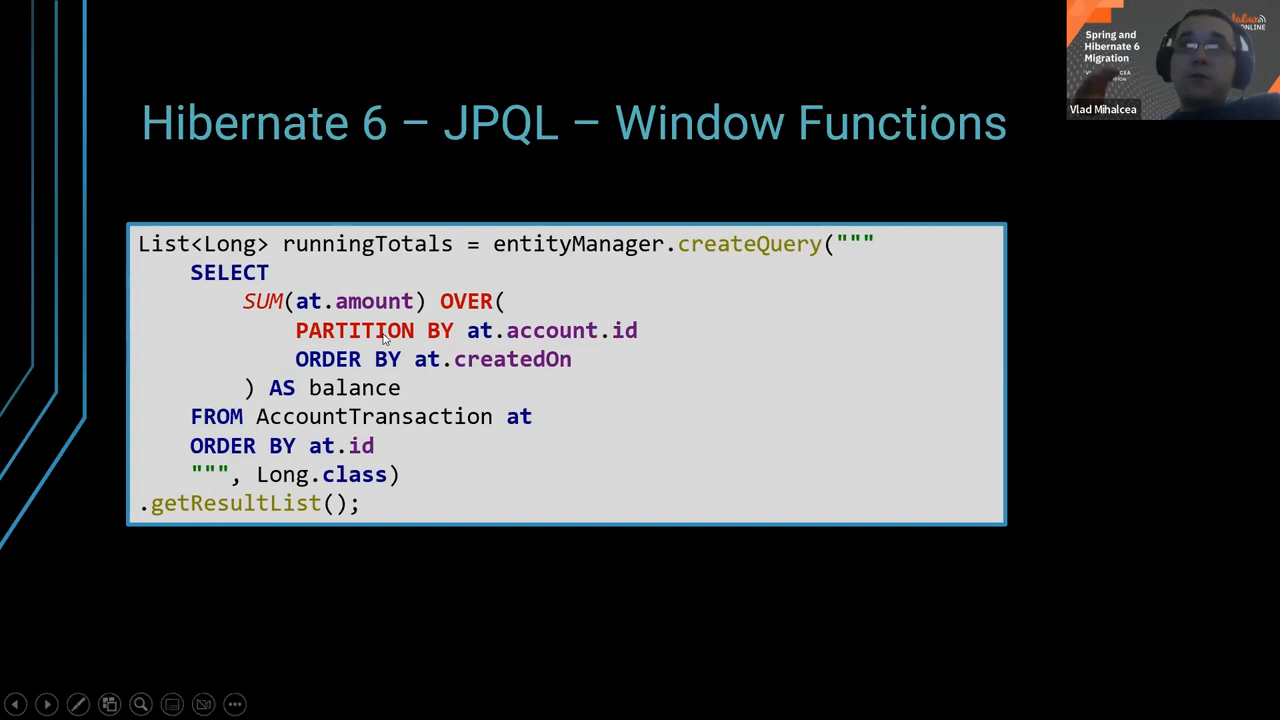 Hibernate 6 – JPQL – Window Functions
List<Long> runningTotals = entityManager.createQuery("""
    SELECT
        SUM(at.amount) OVER(
            PARTITION BY at.account.id
            ORDER BY at.createdOn
        ) AS balance
    FROM AccountTransaction at
    ORDER BY at.id
    """, Long.class)
.getResultList();
Spring and
Hibernate 6
Migration
ONLINE
Vlad Mihalcea